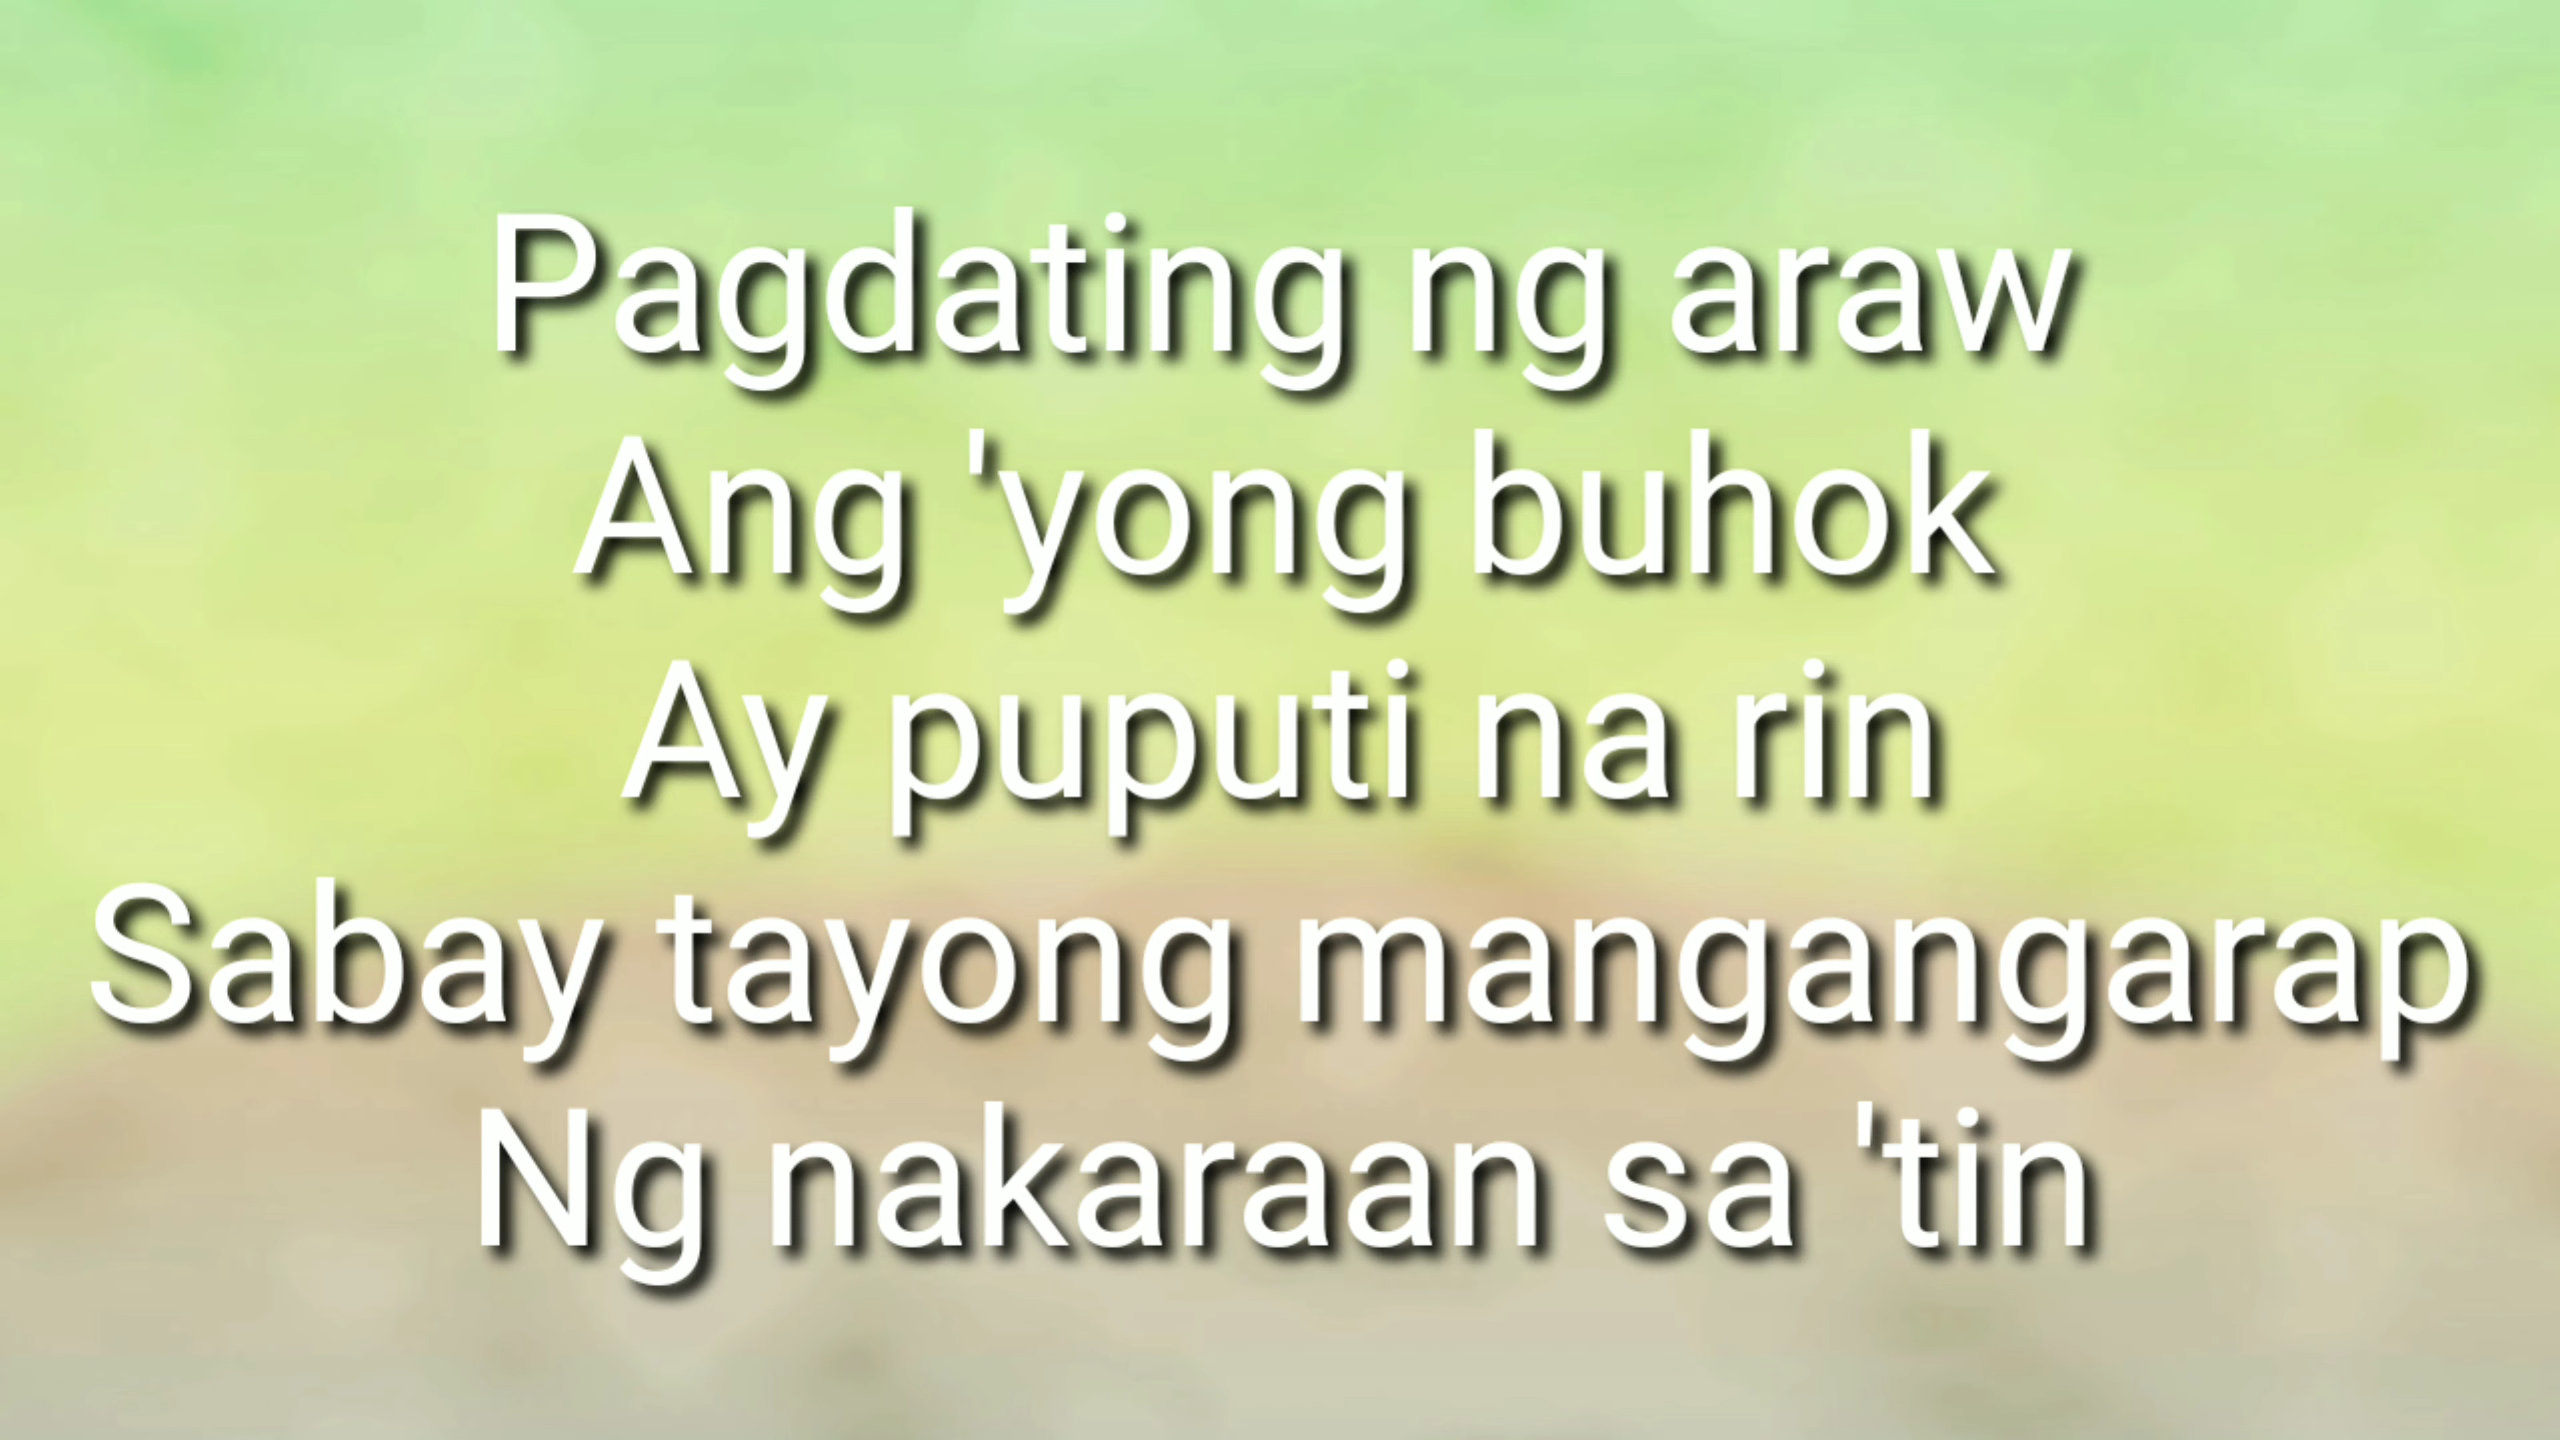 Pagdating ng araw
Ang 'yong buhok
Ay puputi na rin
Sabay tayong mangangarap
Ng nakaraan sa 'tin